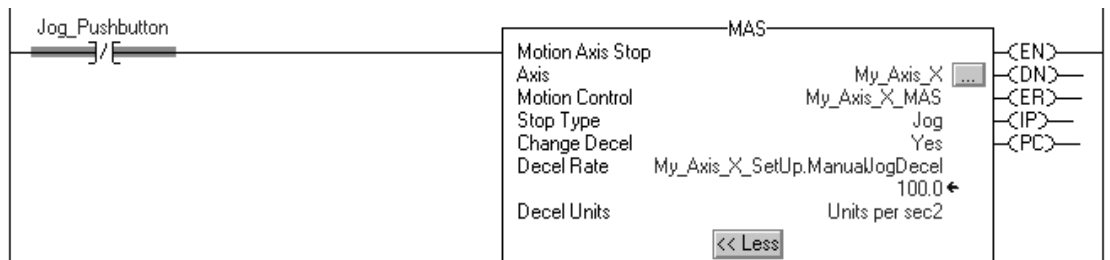 Jog_Pushbutton
MAS
Motion Axis Stop
Axis My_Axis_X ...
Motion Control My_Axis_X_MAS
Stop Type Jog
Change Decel Yes
Decel Rate My_Axis_X_SetUp.ManualJogDecel
100.0
Decel Units Units per sec2
<< Less
EN
DN
ER
IP
PC